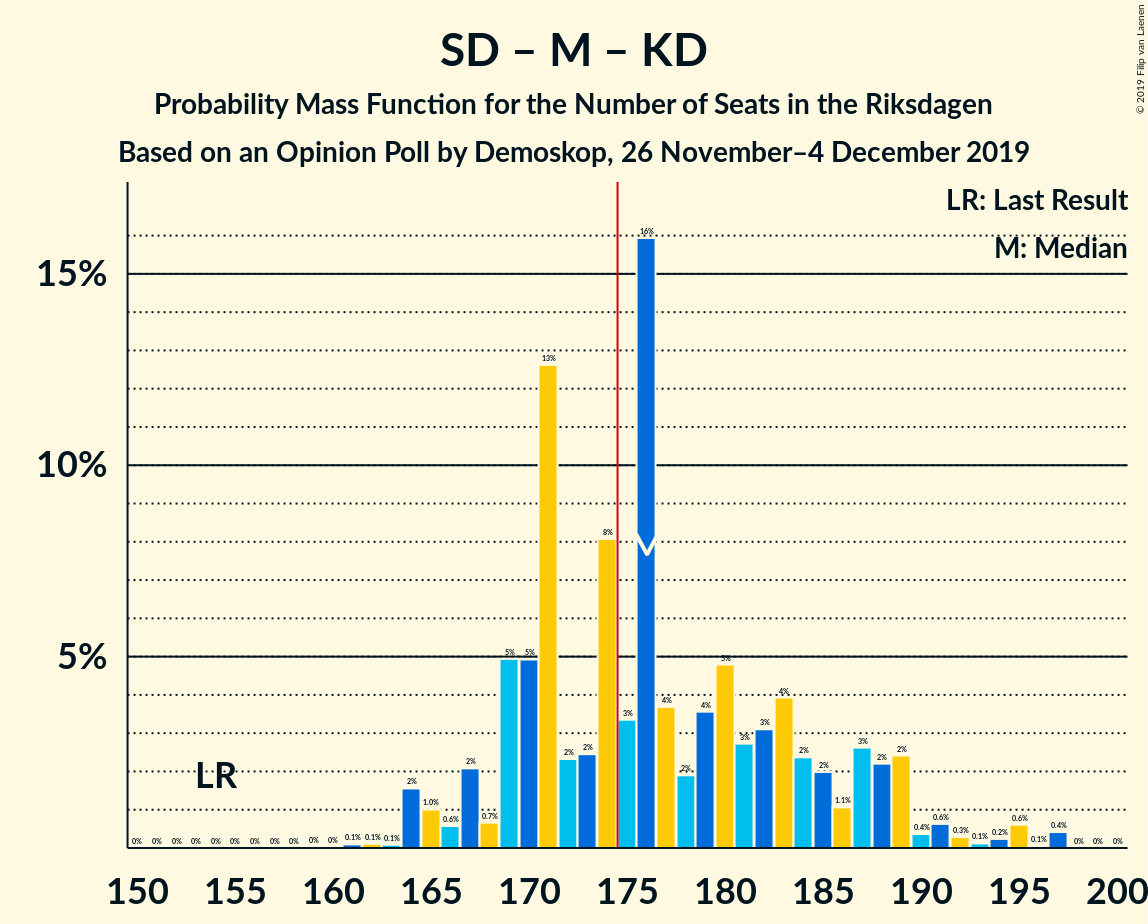 SD – M – KD
Probability Mass Function for the Number of Seats in the Riksdagen
Based on an Opinion Poll by Demoskop, 26 November–4 December 2019
© 2019 Filip van Laenen
LR: Last Result
M: Median
15%
10%
5%
LR
0% 0% 0% 0% 0% 0% 0% 0% 0% 0% 0% 0.1% 0.1% 0.1% 2% 1.0% 0.6% 2% 0.7% 5% 5% 13% 2% 2% 8% 3% 16% 4% 2% 4% 5% 3% 3% 4% 2% 2% 1.1% 3% 2% 2% 0.4% 0.6% 0.3% 0.1% 0.2% 0.6% 0.1% 0.4% 0% 0% 0%
150 155 160 165 170 175 180 185 190 195 200